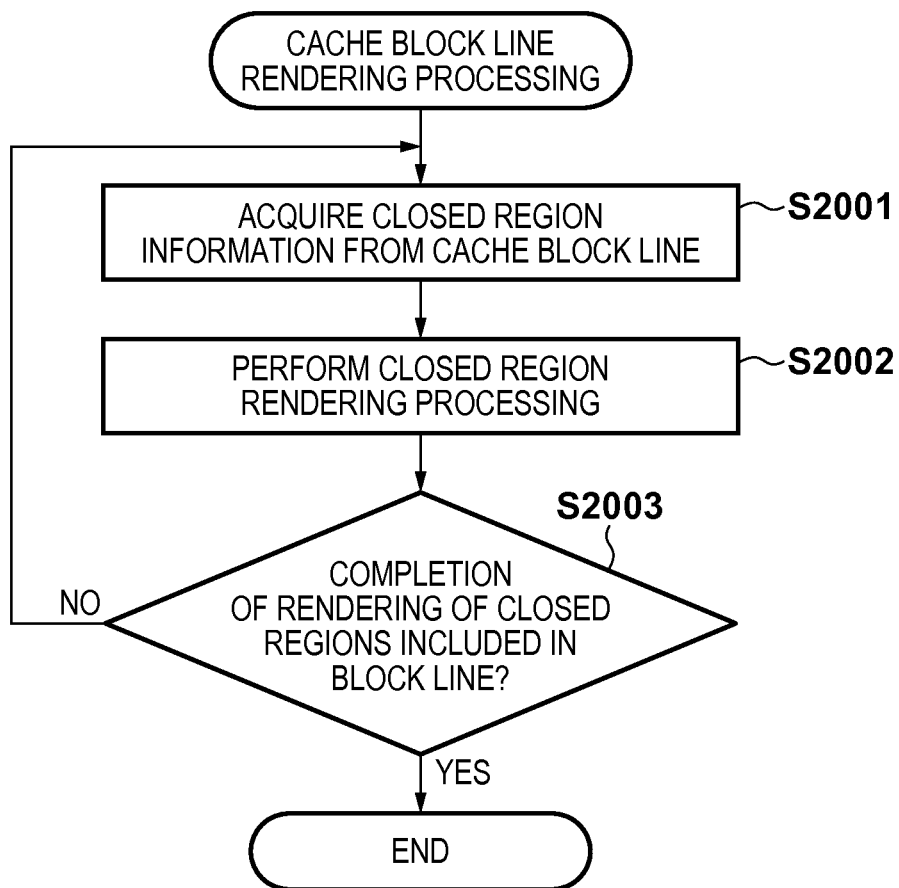 CACHE BLOCK LINE
RENDERING PROCESSING
ACQUIRE CLOSED REGION
INFORMATION FROM CACHE BLOCK LINE
S2001
PERFORM CLOSED REGION
RENDERING PROCESSING
S2002
S2003
COMPLETION
OF RENDERING OF CLOSED
REGIONS INCLUDED IN
BLOCK LINE?
NO
YES
END